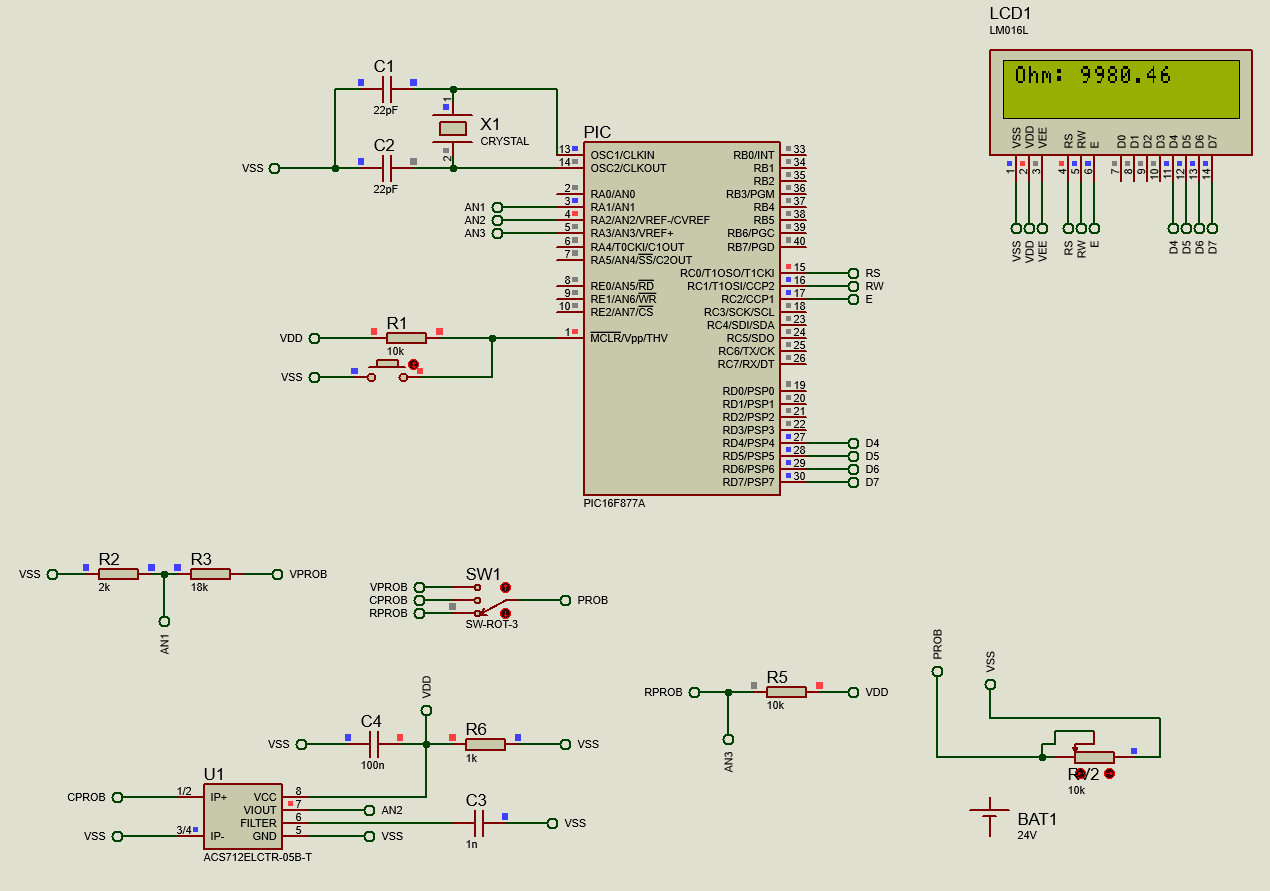 LCD1
LM016L
Ohm: 9980.46
VSS VDD VEE RS RW E D0 D1 D2 D3 D4 D5 D6 D7
1 2 3 4 5 6 7 8 9 10 11 12 13 14
VSS VDD VEE RS RW E D4 D5 D6 D7
C1
22pF
1
X1
CRYSTAL
2
C2
22pF
VSS
PIC
13 OSC1/CLKIN RB0/INT 33
14 OSC2/CLKOUT RB1 34
RB2 35
2 RA0/AN0 RB3/PGM 36
AN1 3 RA1/AN1 RB4 37
AN2 4 RA2/AN2/VREF-/CVREF RB5 38
AN3 5 RA3/AN3/VREF+ RB6/PGC 39
6 RA4/T0CKI/C1OUT RB7/PGD 40
7 RA5/AN4/SS/C2OUT
RC0/T1OSO/T1CKI 15 RS
8 RE0/AN5/RD RC1/T1OSI/CCP2 16 RW
9 RE1/AN6/WR RC2/CCP1 17 E
10 RE2/AN7/CS RC3/SCK/SCL 18
RC4/SDI/SDA 23
1 MCLR/Vpp/THV RC5/SDO 24
RC6/TX/CK 25
RC7/RX/DT 26
RD0/PSP0 19
RD1/PSP1 20
RD2/PSP2 21
RD3/PSP3 22
RD4/PSP4 27 D4
RD5/PSP5 28 D5
RD6/PSP6 29 D6
RD7/PSP7 30 D7
PIC16F877A
VDD
R1
10k
VSS
VSS
R2
2k
R3
18k
VPROB
AN1
SW1
VPROB
CPROB
RPROB
PROB
SW-ROT-3
VDD
C4
VSS
100n
R6
1k
VSS
U1
CPROB 1/2 IP+ VCC 8
VIOUT 7 AN2
FILTER 6
VSS 3/4 IP- GND 5 VSS
ACS712ELCTR-05B-T
C3
1n
VSS
RPROB
R5
10k
VDD
AN3
PROB
VSS
RV2
10k
BAT1
24V